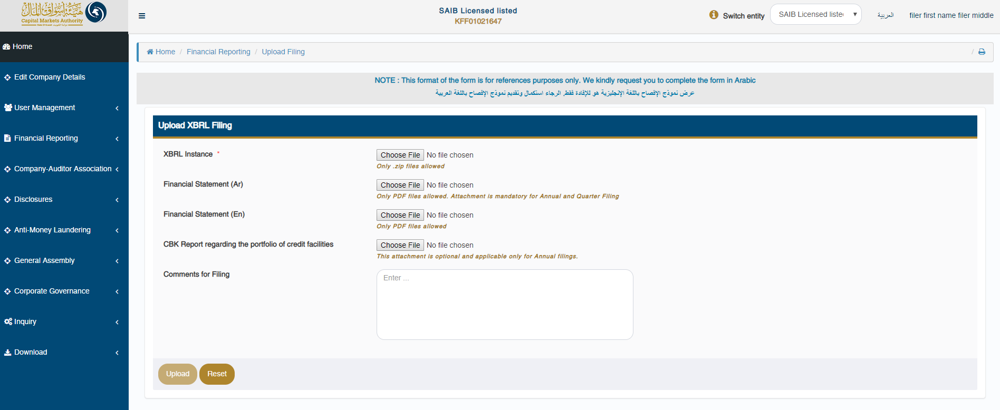 هيئة أسواق المال
Capital Markets Authority
State Of Kuwait دولة الكويت
SAIB Licensed listed
KFF01021647
Switch entity
SAIB Licensed liste
العربية
filer first name filer middle
Home
Edit Company Details
User Management
Financial Reporting
Company-Auditor Association
Disclosures
Anti-Money Laundering
General Assembly
Corporate Governance
Inquiry
Download
Home / Financial Reporting / Upload Filing /
NOTE : This format of the form is for references purposes only. We kindly request you to complete the form in Arabic
عرض نموذج الإفصاح باللغة الإنجليزية هو للإفادة فقط. الرجاء استكمال وتقديم نموذج الإفصاح باللغة العربية
Upload XBRL Filing
XBRL Instance *
Choose File No file chosen
Only .zip files allowed
Financial Statement (Ar)
Choose File No file chosen
Only PDF files allowed. Attachment is mandatory for Annual and Quarter Filing
Financial Statement (En)
Choose File No file chosen
Only PDF files allowed
CBK Report regarding the portfolio of credit facilities
Choose File No file chosen
This attachment is optional and applicable only for Annual filings.
Comments for Filing
Enter ...
Upload
Reset